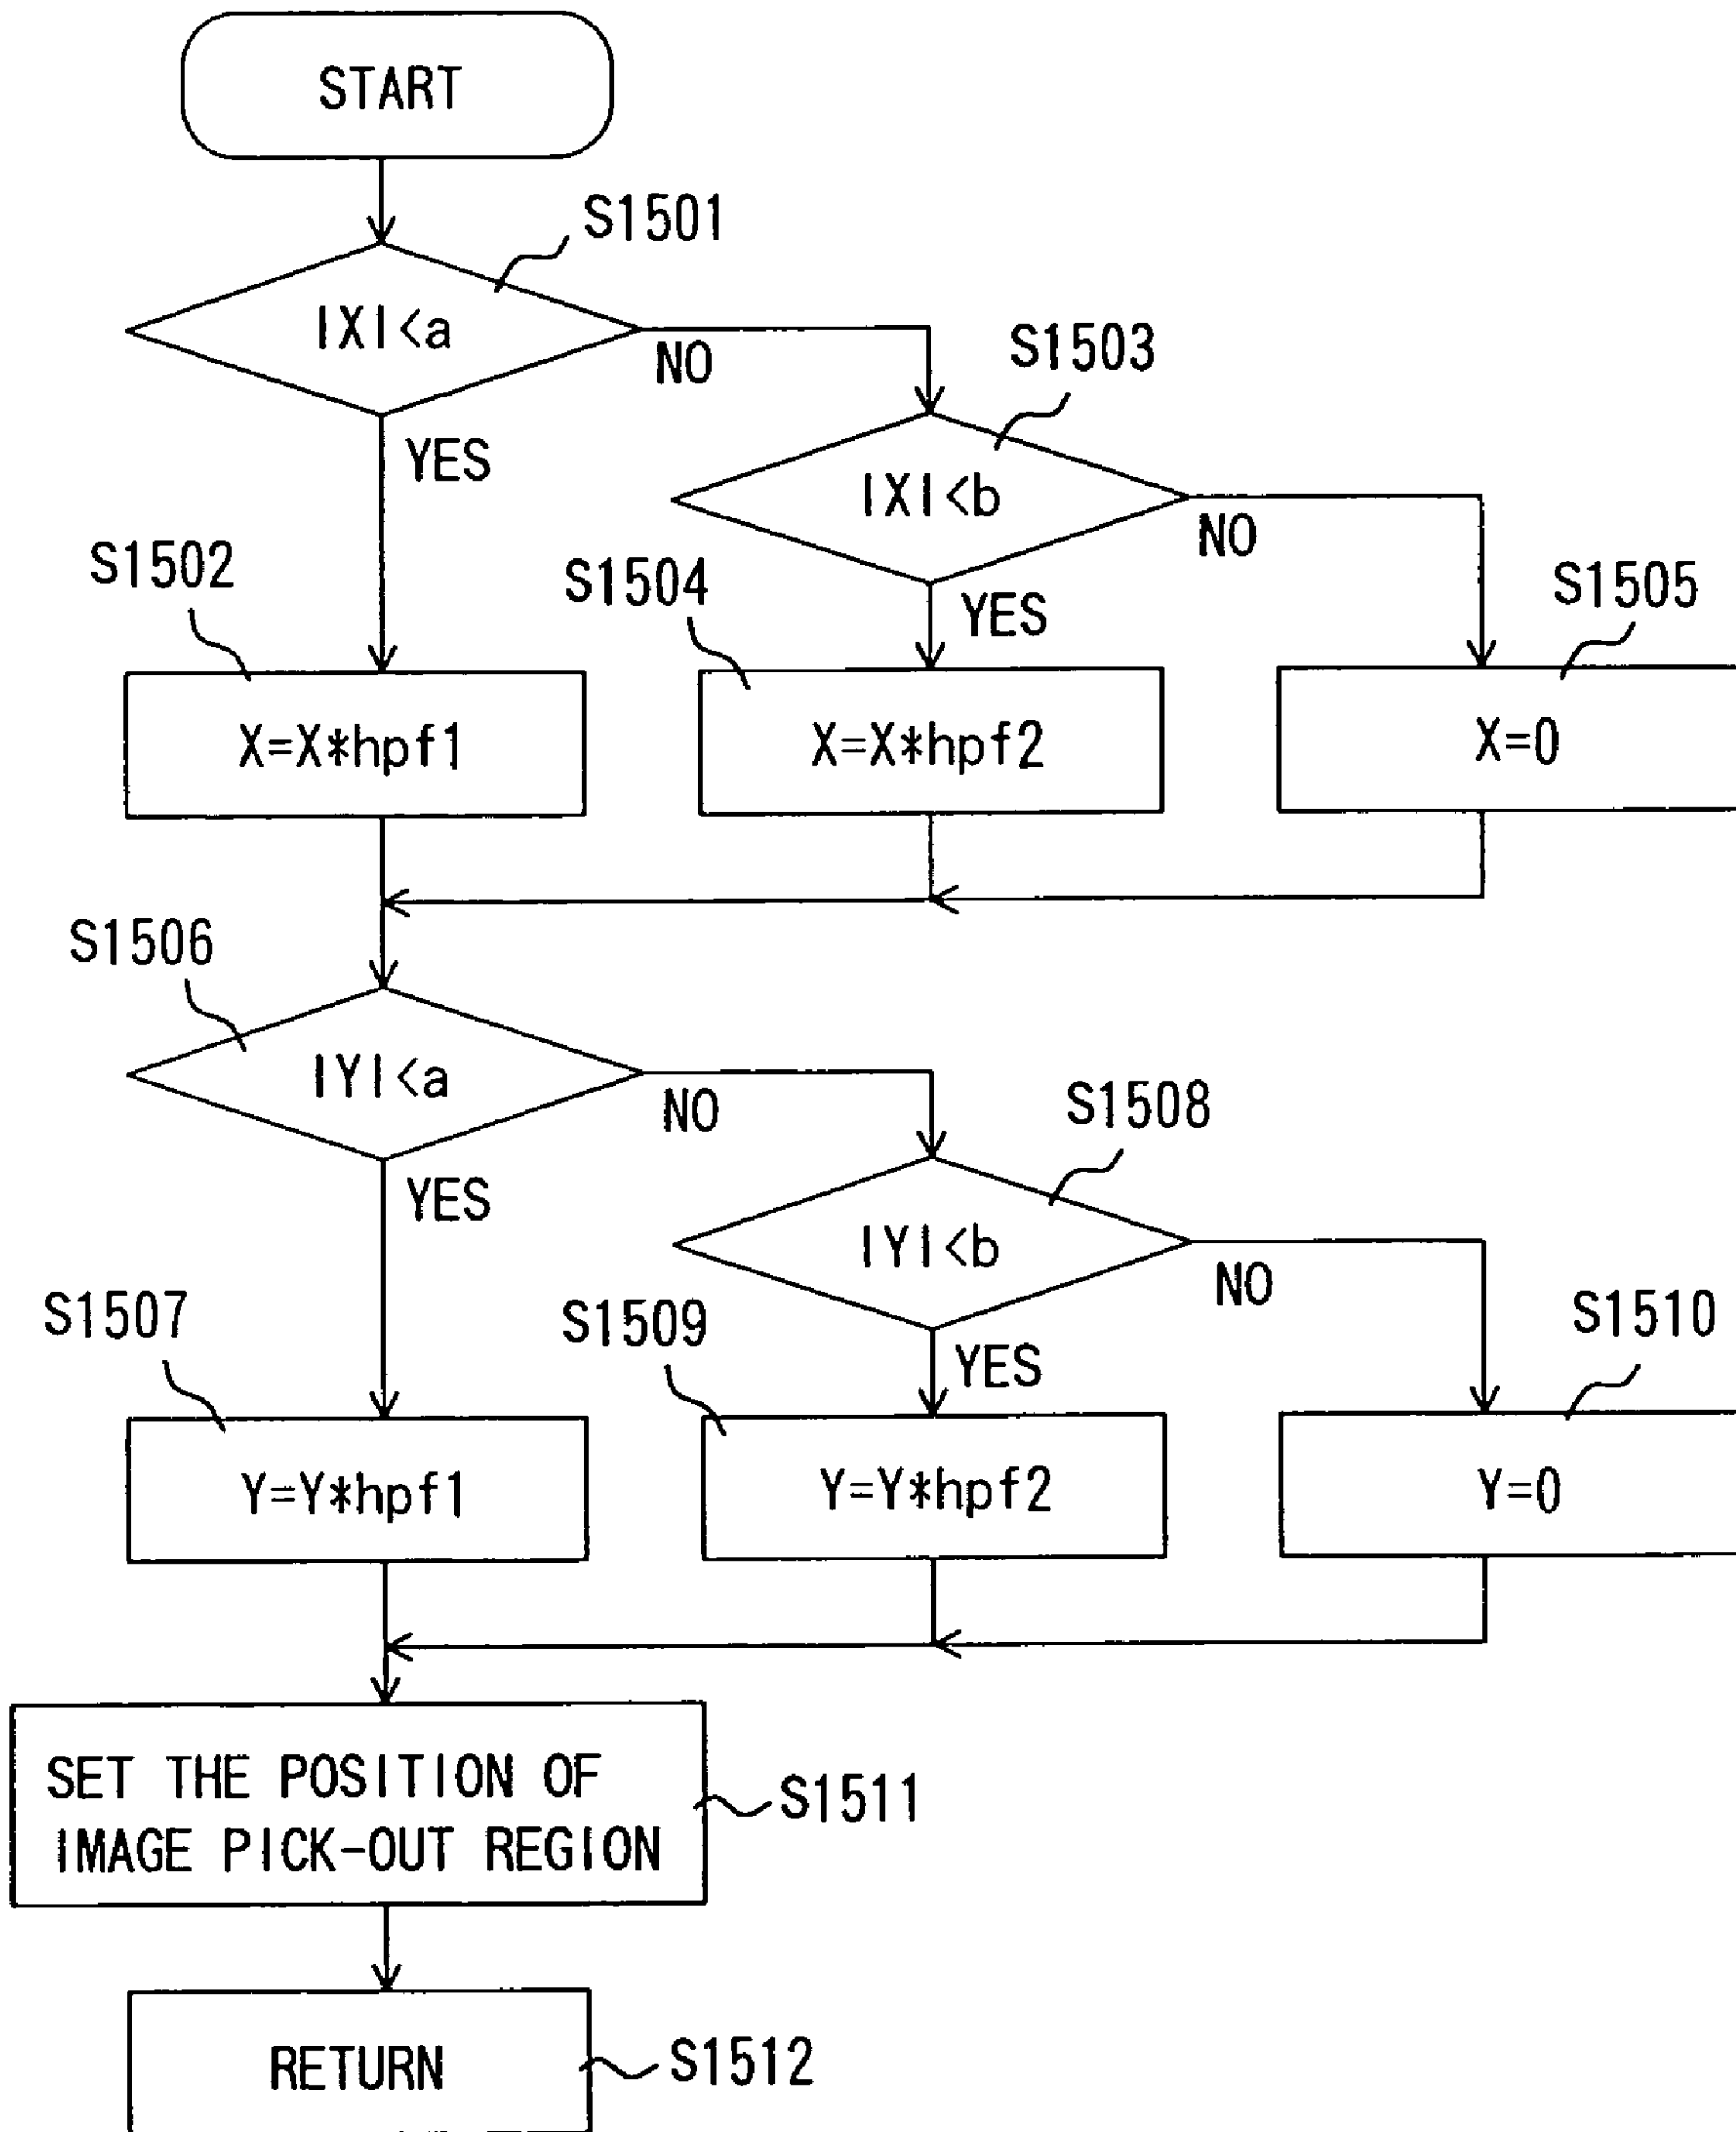 START
S1501
|X|<a
NO
S1503
YES
|X|<b
NO
S1502
S1504
YES
S1505
X=X*hpf1
X=X*hpf2
X=0
S1506
|Y|<a
NO
S1508
YES
|Y|<b
NO
S1507
S1509
YES
S1510
Y=Y*hpf1
Y=Y*hpf2
Y=0
SET THE POSITION OF
IMAGE PICK-OUT REGION
S1511
RETURN
S1512